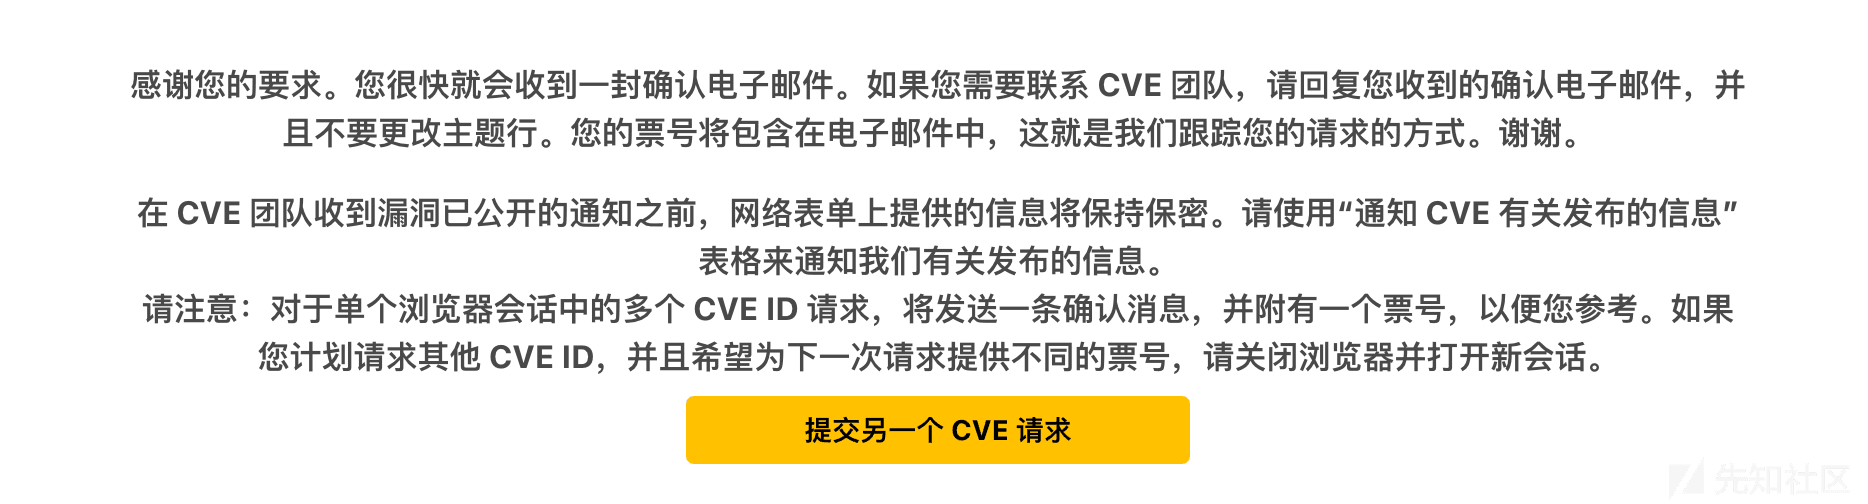 感谢您的要求。您很快就会收到一封确认电子邮件。如果您需要联系 CVE 团队，请回复您收到的确认电子邮件，并
且不要更改主题行。您的票号将包含在电子邮件中，这就是我们跟踪您的请求的方式。谢谢。
在 CVE 团队收到漏洞已公开的通知之前，网络表单上提供的信息将保持保密。请使用“通知 CVE 有关发布的信息”
表格来通知我们有关发布的信息。
请注意：对于单个浏览器会话中的多个 CVE ID 请求，将发送一条确认消息，并附有一个票号，以便您参考。如果
您计划请求其他 CVE ID，并且希望为下一次请求提供不同的票号，请关闭浏览器并打开新会话。
提交另一个 CVE 请求
先知社区